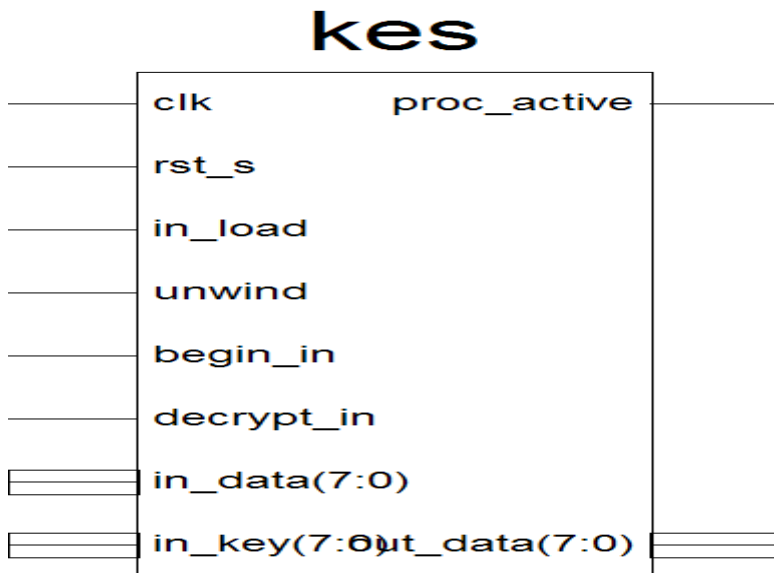 kes
clk proc_active
rst_s
in_load
unwind
begin_in
decrypt_in
in_data(7:0)
in_key(7:0) out_data(7:0)